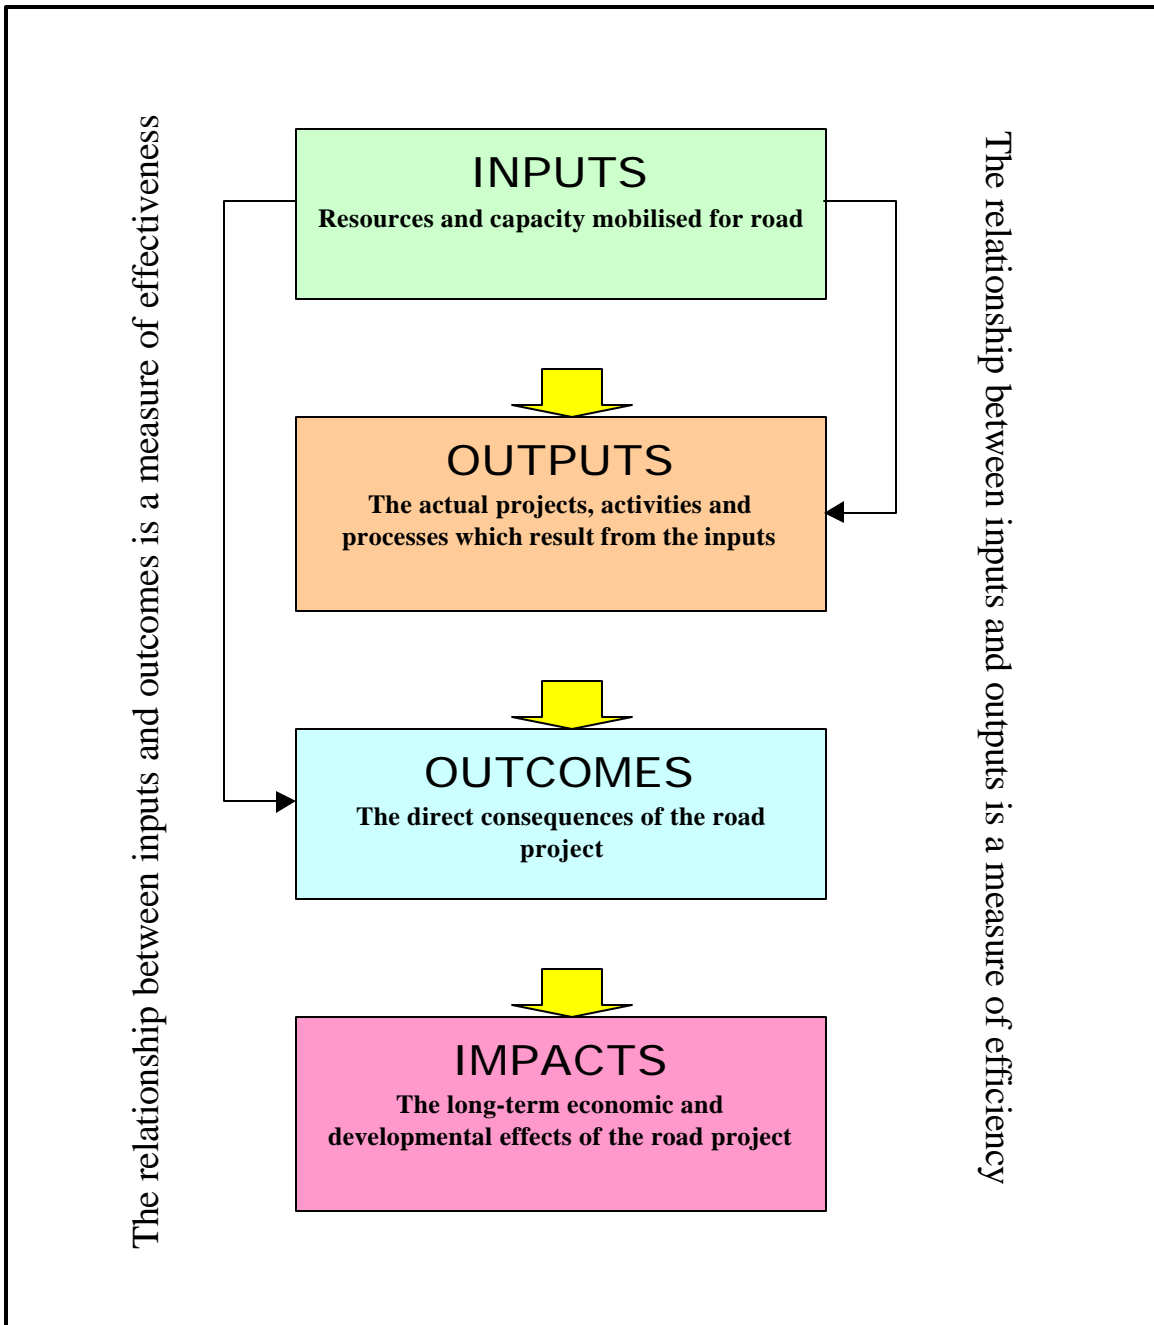 The relationship between inputs and outcomes is a measure of effectiveness
INPUTS
Resources and capacity mobilised for road
OUTPUTS
The actual projects, activities and
processes which result from the inputs
OUTCOMES
The direct consequences of the road
project
IMPACTS
The long-term economic and
developmental effects of the road project
The relationship between inputs and outputs is a measure of efficiency